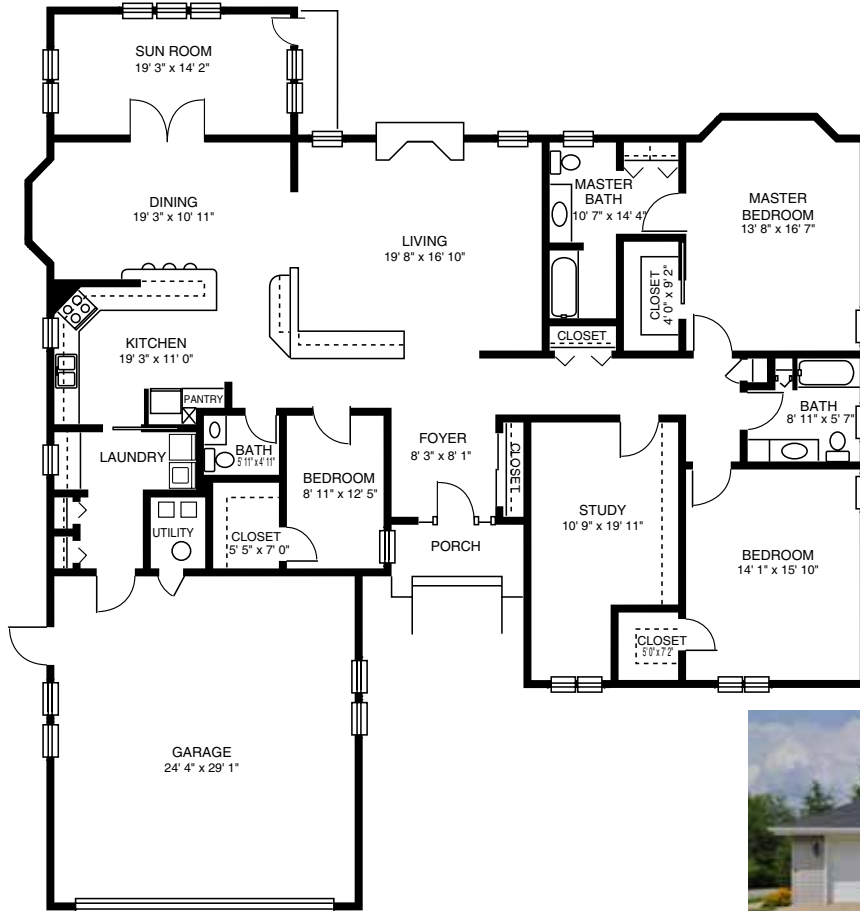 SUN ROOM
19' 3" x 14' 2"
DINING
19' 3" x 10' 11"
LIVING
19' 8" x 16' 10"
MASTER
BATH
10' 7" x 14' 4"
MASTER
BEDROOM
13' 8" x 16' 7"
CLOSET
4' 0" x 9' 2"
CLOSET
KITCHEN
19' 3" x 11' 0"
PANTRY
BATH
8' 11" x 5' 7"
LAUNDRY
BATH
5' 11" x 4' 11"
BEDROOM
8' 11" x 12' 5"
FOYER
8' 3" x 8' 1"
CLOSET
STUDY
10' 9" x 19' 11"
UTILITY
CLOSET
5' 5" x 7' 0"
PORCH
BEDROOM
14' 1" x 15' 10"
CLOSET
5' 0" x 7' 2"
GARAGE
24' 4" x 29' 1"